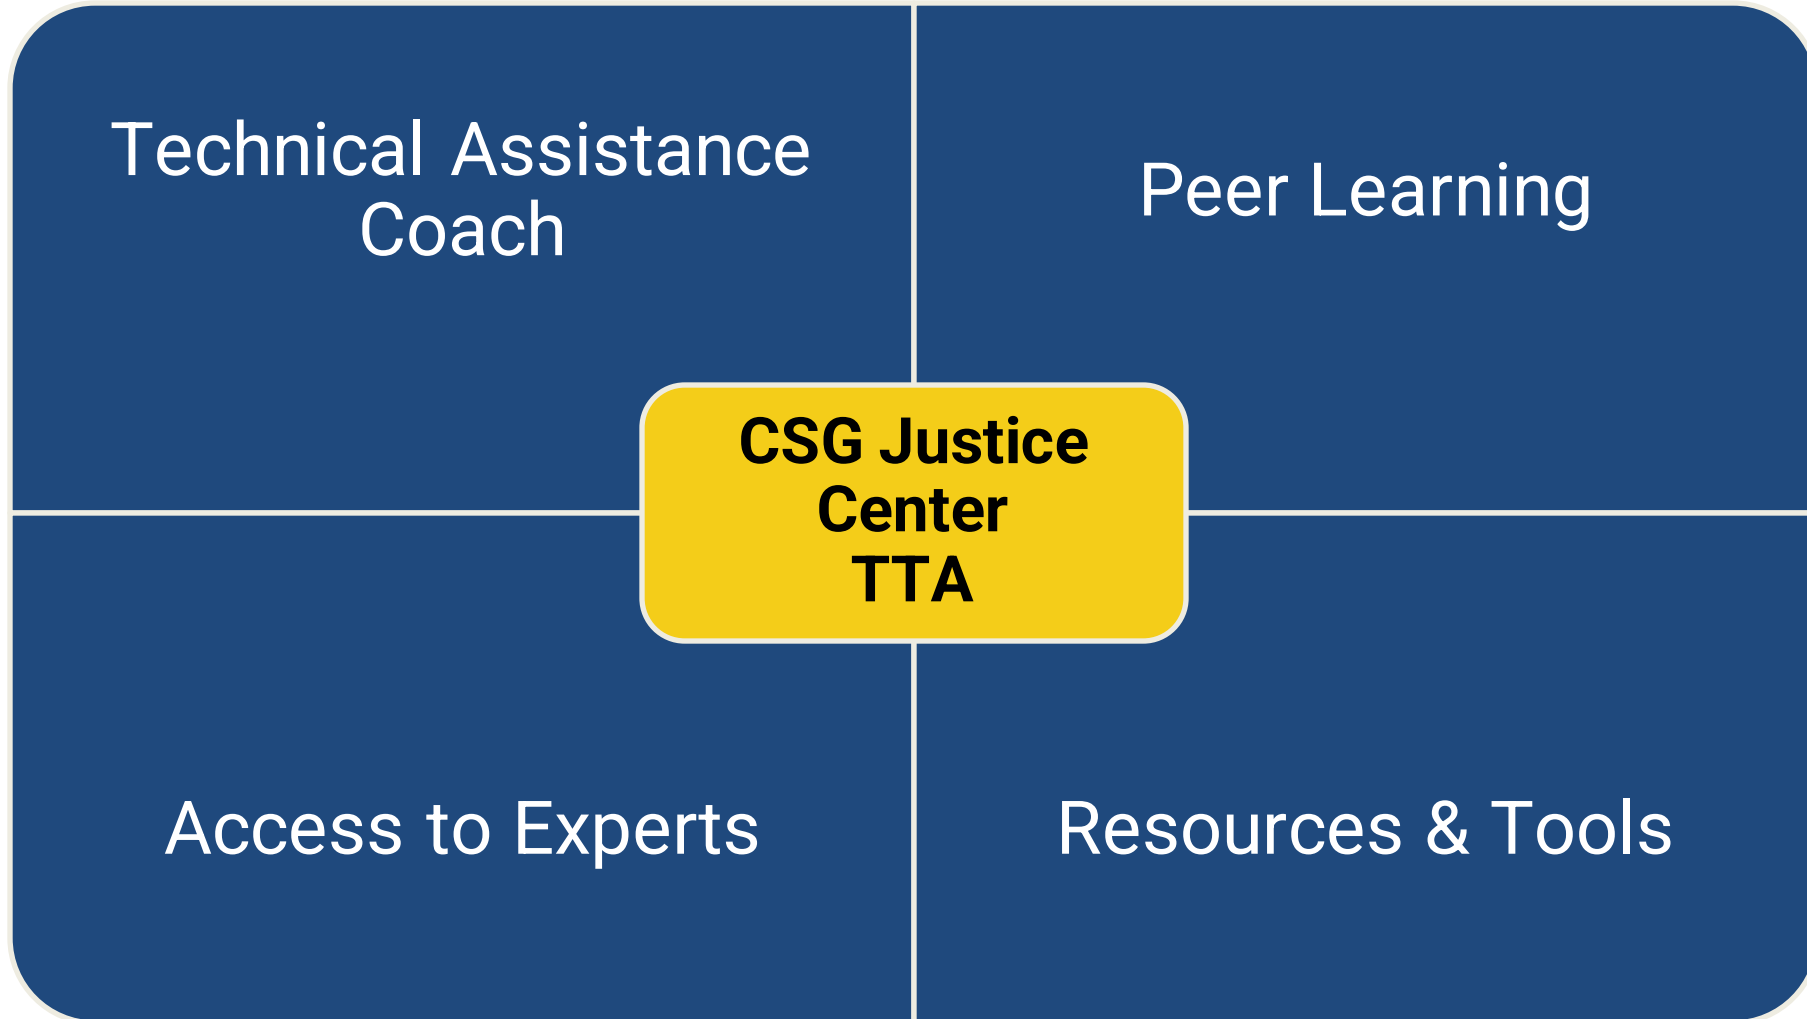 Technical Assistance
Coach
Peer Learning
CSG Justice
Center
TTA
Access to Experts
Resources & Tools